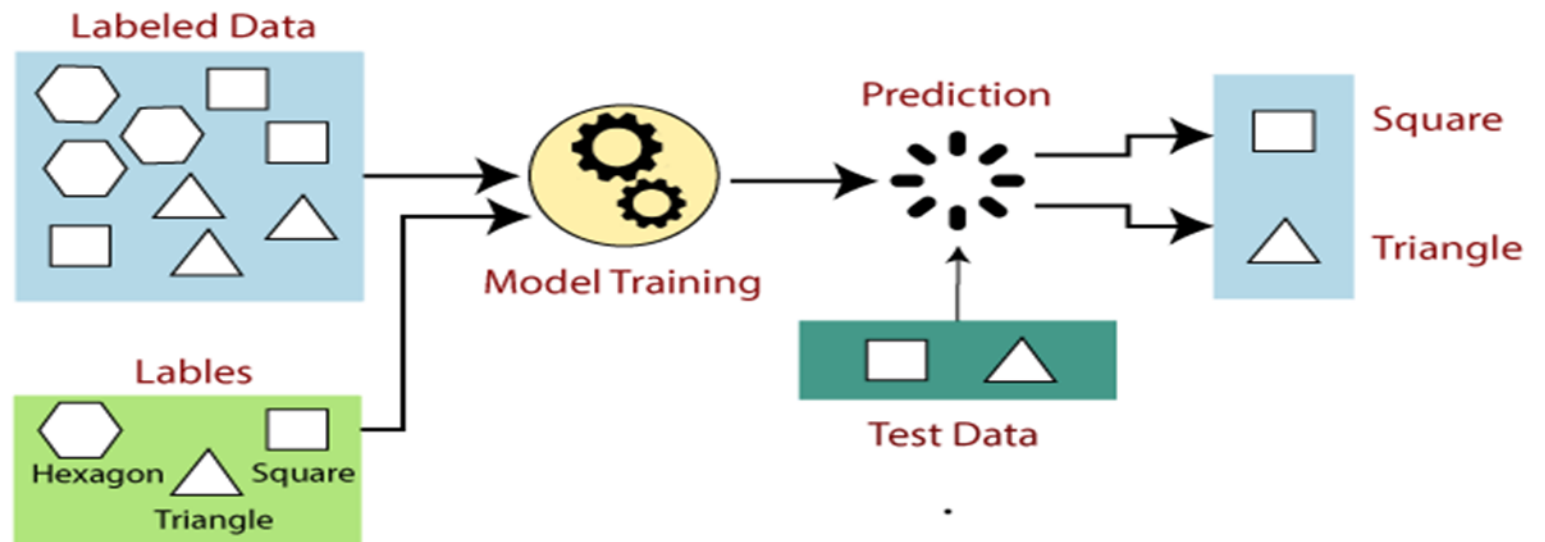 Labeled Data
Prediction
Square
Model Training
Triangle
Lables
Hexagon
Square
Triangle
Test Data